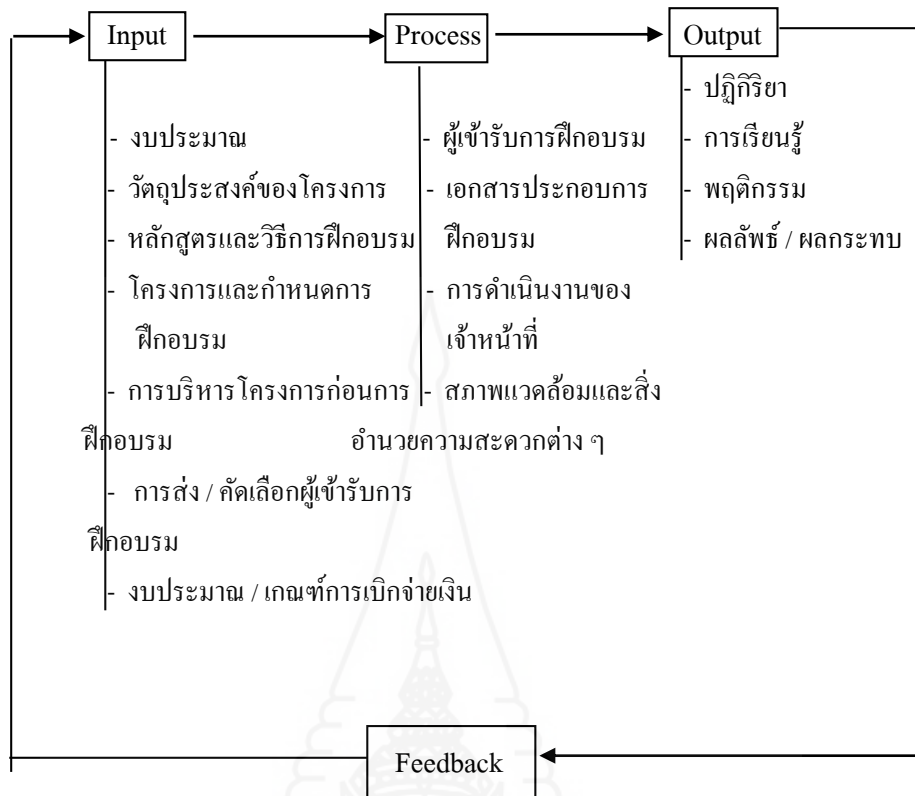 Input
Process
Output
- งบประมาณ
- วัตถุประสงค์ของโครงการ
- หลักสูตรและวิธีการฝึกอบรม
- โครงการและกำหนดการ
ฝึกอบรม
- การบริหารโครงการก่อนการ
ฝึกอบรม
- การส่ง / คัดเลือกผู้เข้ารับการ
ฝึกอบรม
- งบประมาณ / เกณฑ์การเบิกจ่ายเงิน
- ผู้เข้ารับการฝึกอบรม
- เอกสารประกอบการ
ฝึกอบรม
- การดำเนินงานของ
เจ้าหน้าที่
- สภาพแวดล้อมและสิ่ง
อำนวยความสะดวกต่าง ๆ
- ปฏิกิริยา
- การเรียนรู้
- พฤติกรรม
- ผลลัพธ์ / ผลกระทบ
Feedback